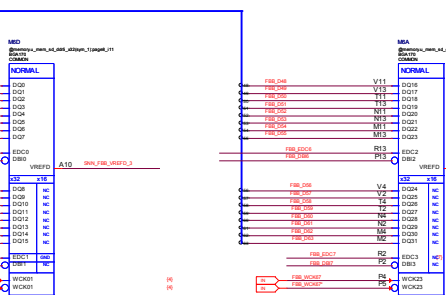 M6D
BGA170
COMMON
NORMAL
DQ0
DQ1
DQ2
DQ3
DQ4
DQ5
DQ6
DQ7
EDC0
DBI0
VREFD A10 SNN_FBB_VREFD_3
x32 x16
DQ8 NC
DQ9 NC
DQ10 NC
DQ11 NC
DQ12 NC
DQ13 NC
DQ14 NC
DQ15 NC
EDC1 GND
DBI1 NC
WCK01
WCK01
M6A
BGA170
COMMON
NORMAL
FBB_D48 V11 DQ16
FBB_D49 V13 DQ17
FBB_D50 T11 DQ18
FBB_D51 T13 DQ19
FBB_D52 N11 DQ20
FBB_D53 N13 DQ21
FBB_D54 M11 DQ22
FBB_D55 M13 DQ23
FBB_EDC6 R13 EDC2
FBB_DBI6 P13 DBI2
VREFD
x32 x16
FBB_D56 V4 DQ24 NC
FBB_D57 V2 DQ25 NC
FBB_D58 T4 DQ26 NC
FBB_D59 T2 DQ27 NC
FBB_D60 N4 DQ28 NC
FBB_D61 N2 DQ29 NC
FBB_D62 M4 DQ30 NC
FBB_D63 M2 DQ31 NC
FBB_EDC7 R2 EDC3
FBB_DBI7 P2 DBI3 NC
IN FBB_WCK67 P4 WCK23
IN FBB_WCK67* P5 WCK23